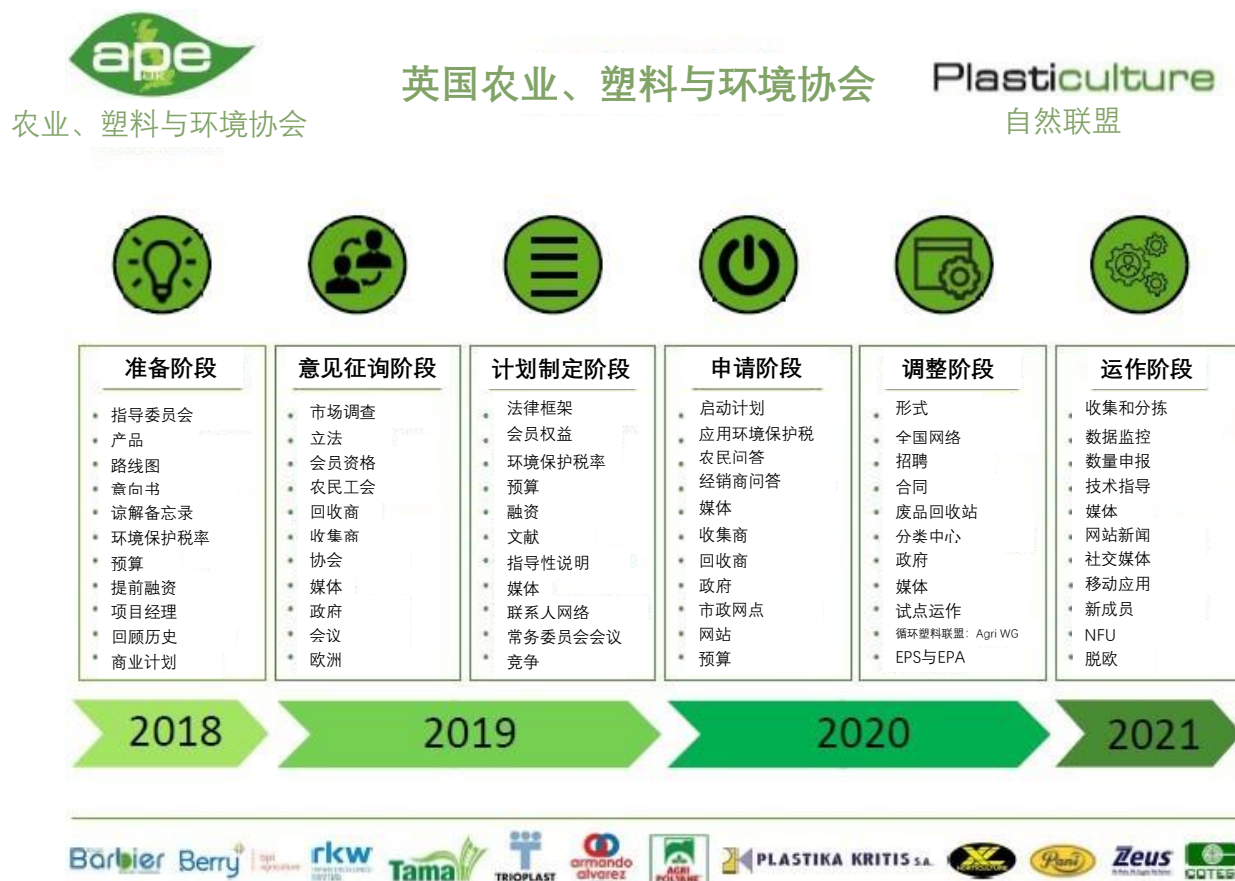 ape
UK
农业、塑料与环境协会
英国农业、塑料与环境协会
Plasticulture
自然联盟
准备阶段
指导委员会
产品
路线图
意向书
谅解备忘录
环境保护税率
预算
提前融资
项目经理
回顾历史
商业计划
意见征询阶段
市场调查
立法
会员资格
农民工会
回收商
收集商
协会
媒体
政府
会议
欧洲
计划制定阶段
法律框架
会员权益
环境保护税率
预算
融资
文献
指导性说明
媒体
联系人网络
常务委员会会议
竞争
申请阶段
启动计划
应用环境保护税
农民问答
经销商问答
媒体
收集商
回收商
政府
市政网点
网站
预算
调整阶段
形式
全国网络
招聘
合同
废品回收站
分类中心
政府
媒体
试点运作
循环塑料联盟：Agri WG
EPS与EPA
运作阶段
收集和分拣
数据监控
数量申报
技术指导
媒体
网站新闻
社交媒体
移动应用
新成员
NFU
脱欧
2018
2019
2020
2021
Barbier
Berry
bpi
agriculture
rkw
Tama
TRIOPLAST
armando
alvarez
AGRI
POLYANE
PLASTIKA KRITIS S.A.
HORTICULTURE
Pani
Zeus